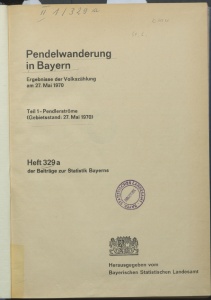 Pendelwanderung
in Bayern
Ergebnisse der Volkszählung
am 27. Mai 1970
Teil 1 - Pendlerströme
(Gebietsstand: 27. Mai 1970)
Heft 329a
der Beiträge zur Statistik Bayerns
Herausgegeben vom
Bayerischen Statistischen Landesamt